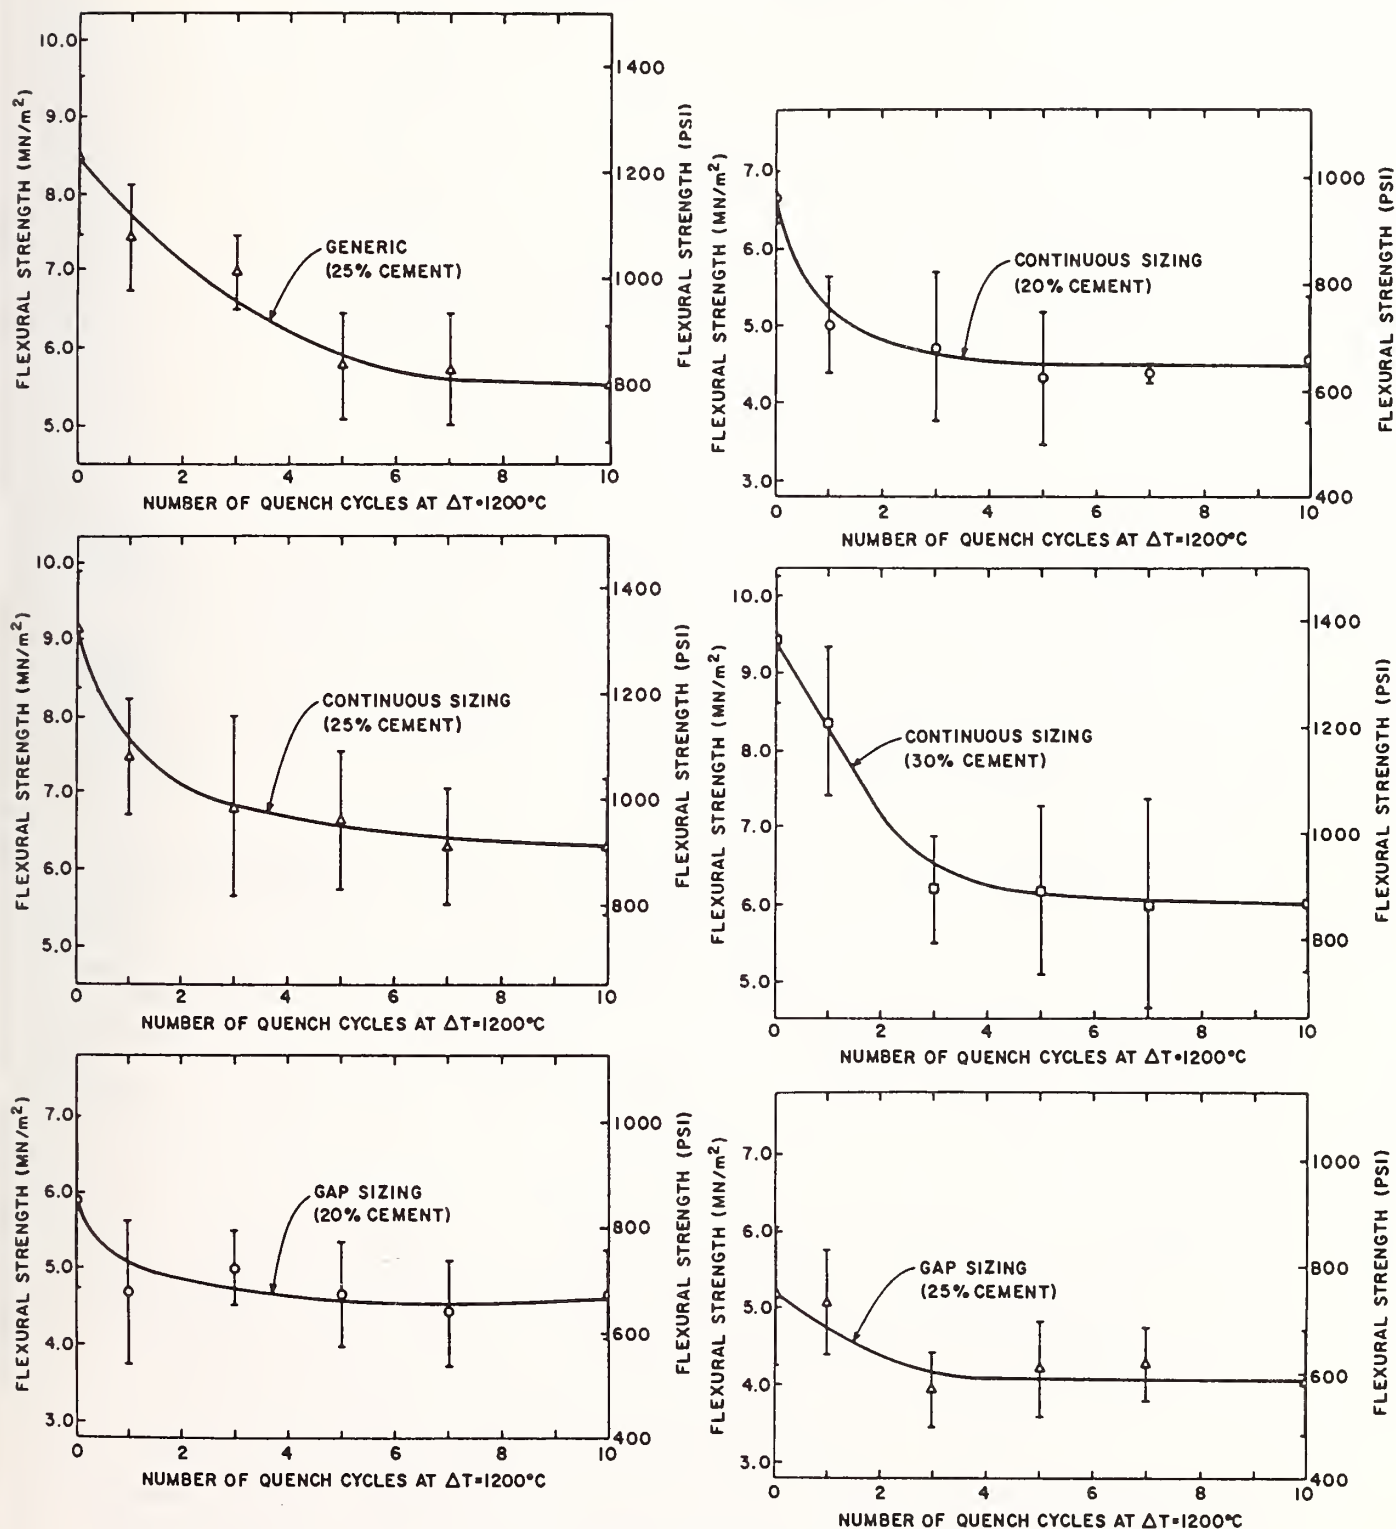 FLEXURAL STRENGTH (MN/m²)
10.0
9.0
8.0
7.0
6.0
5.0
GENERIC
(25% CEMENT)
1400
1200
1000
800
FLEXURAL STRENGTH (PSI)
0 2 4 6 8 10
NUMBER OF QUENCH CYCLES AT ΔT=1200°C
FLEXURAL STRENGTH (MN/m²)
7.0
6.0
5.0
4.0
3.0
CONTINUOUS SIZING
(20% CEMENT)
1000
800
600
400
FLEXURAL STRENGTH (PSI)
0 2 4 6 8 10
NUMBER OF QUENCH CYCLES AT ΔT=1200°C
FLEXURAL STRENGTH (MN/m²)
10.0
9.0
8.0
7.0
6.0
5.0
CONTINUOUS SIZING
(25% CEMENT)
1400
1200
1000
800
FLEXURAL STRENGTH (PSI)
0 2 4 6 8 10
NUMBER OF QUENCH CYCLES AT ΔT=1200°C
FLEXURAL STRENGTH (MN/m²)
10.0
9.0
8.0
7.0
6.0
5.0
CONTINUOUS SIZING
(30% CEMENT)
1400
1200
1000
800
FLEXURAL STRENGTH (PSI)
0 2 4 6 8 10
NUMBER OF QUENCH CYCLES AT ΔT=1200°C
FLEXURAL STRENGTH (MN/m²)
7.0
6.0
5.0
4.0
3.0
GAP SIZING
(20% CEMENT)
1000
800
600
400
FLEXURAL STRENGTH (PSI)
0 2 4 6 8 10
NUMBER OF QUENCH CYCLES AT ΔT=1200°C
FLEXURAL STRENGTH (MN/m²)
7.0
6.0
5.0
4.0
3.0
GAP SIZING
(25% CEMENT)
1000
800
600
400
FLEXURAL STRENGTH (PSI)
0 2 4 6 8 10
NUMBER OF QUENCH CYCLES AT ΔT=1200°C